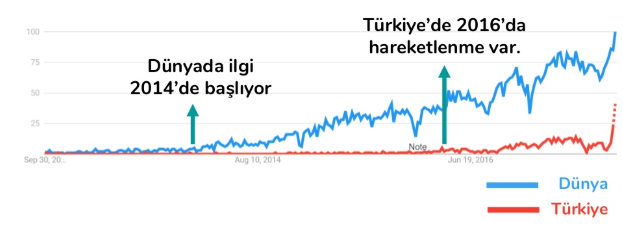 Türkiye'de 2016'da
hareketlenme var.
Dünyada ilgi
2014'de başlıyor
100
75
50
25
Note
Sep 30, 20...
Aug 10, 2014
Jun 19, 2016
Dünya
Türkiye